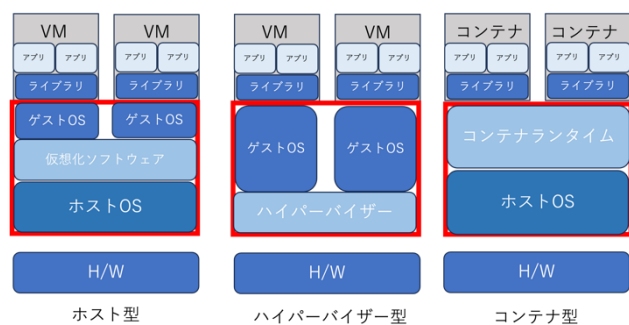 VM
アプリ アプリ
ライブラリ
ゲストOS
VM
アプリ アプリ
ライブラリ
ゲストOS
仮想化ソフトウェア
ホストOS
H/W
ホスト型
VM
アプリ アプリ
ライブラリ
ゲストOS
VM
アプリ アプリ
ライブラリ
ゲストOS
ハイパーバイザー
H/W
ハイパーバイザー型
コンテナ
アプリ アプリ
ライブラリ
コンテナ
アプリ アプリ
ライブラリ
コンテナランタイム
ホストOS
H/W
コンテナ型